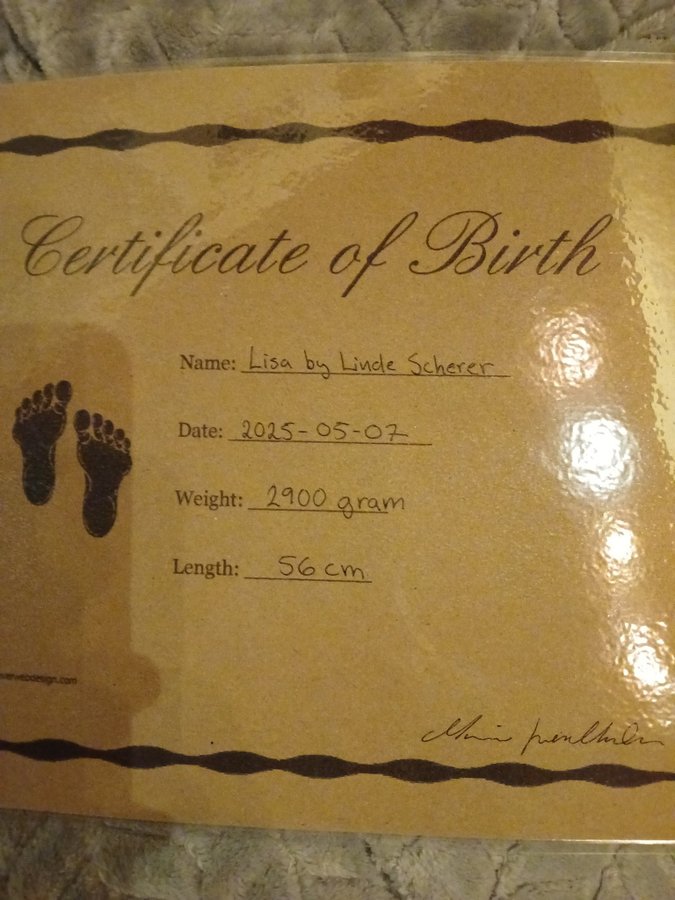 Certificate of Birth
Name: Lisa by Linde Scherer
Date: 2025-05-07
Weight: 2900 gram
Length: 56 cm